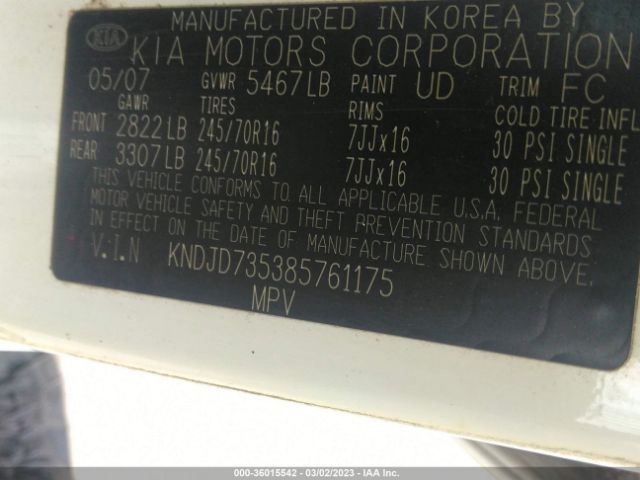 MANUFACTURED IN KOREA BY
KIA KIA MOTORS CORPORATION
05/07 GVWR 5467LB PAINT UD TRIM FC
GAWR TIRES RIMS COLD TIRE INFL
FRONT 2822LB 245/70R16 7JJx16 30 PSI SINGLE
REAR 3307LB 245/70R16 7JJx16 30 PSI SINGLE
THIS VEHICLE CONFORMS TO ALL APPLICABLE U.S.A. FEDERAL
MOTOR VEHICLE SAFETY AND THEFT PREVENTION STANDARDS
IN EFFECT ON THE DATE OF MANUFACTURE SHOWN ABOVE.
V.I.N KNDJD735385761175
MPV
000-36015542 - 03/02/2023 - IAA Inc.